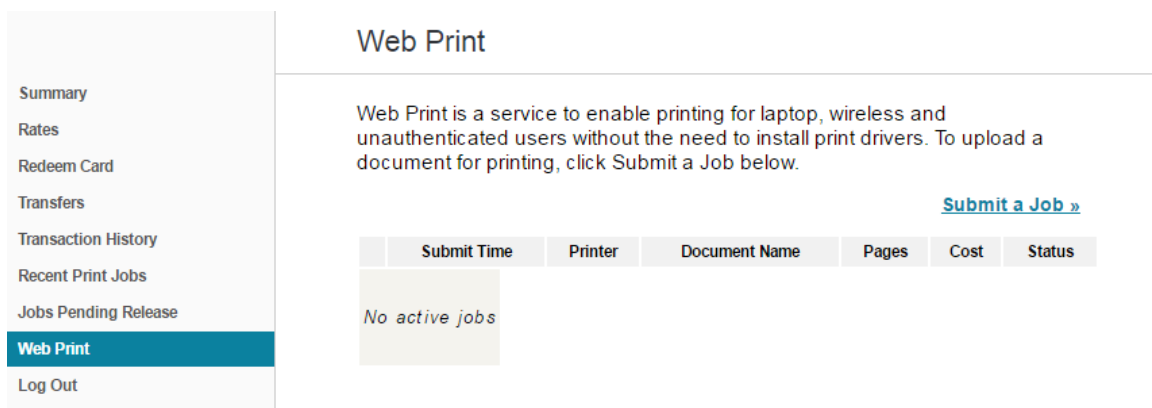 Web Print
Summary
Rates
Redeem Card
Transfers
Transaction History
Recent Print Jobs
Jobs Pending Release
Web Print
Log Out
Web Print is a service to enable printing for laptop, wireless and
unauthenticated users without the need to install print drivers. To upload a
document for printing, click Submit a Job below.
Submit a Job »
Submit Time Printer Document Name Pages Cost Status
No active jobs